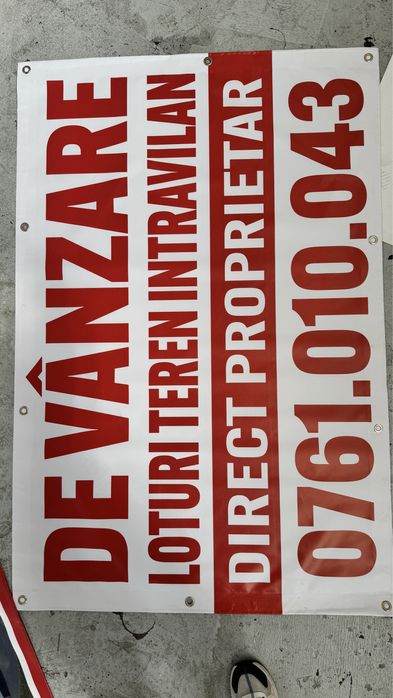 DE VÂNZARE
LOTURI TEREN INTRAVILAN
DIRECT PROPRIETAR
0761.010.043